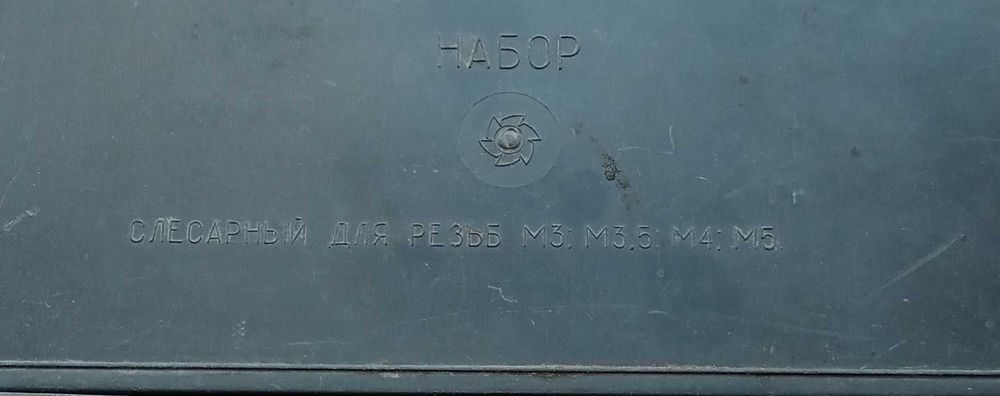 НАБОР
СЛЕСАРНЫЙ ДЛЯ РЕЗЬБ М3; М3,5; М4; М5.